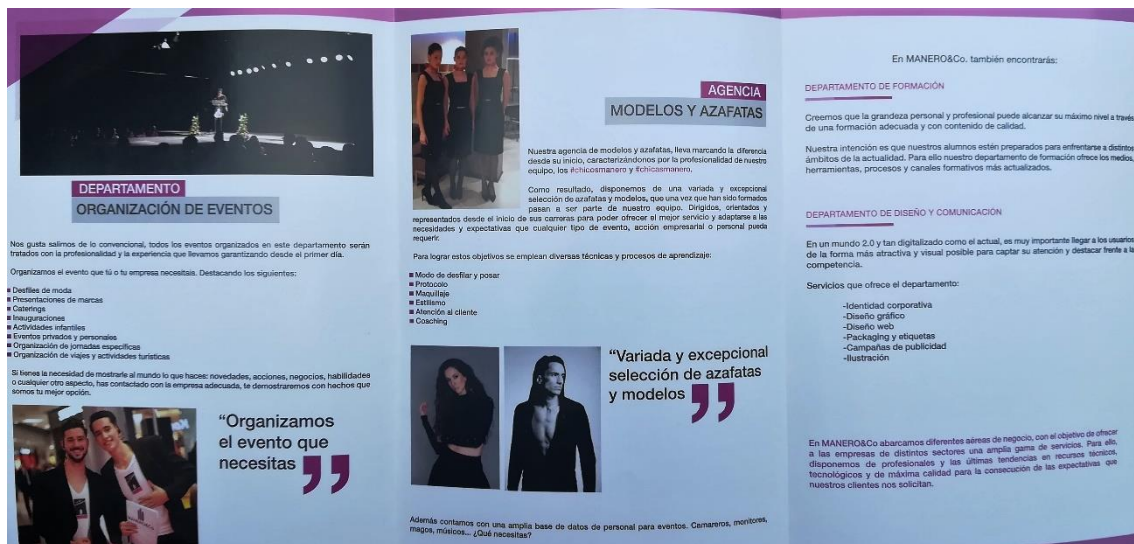 DEPARTAMENTO
ORGANIZACIÓN DE EVENTOS
Nos gusta salirnos de lo convencional, todos los eventos organizados en este departamento serán
tratados con la profesionalidad y la experiencia que llevamos garantizando desde el primer día.
Organizamos el evento que tú o tu empresa necesitais. Destacando los siguientes:
■ Desfiles de moda
■ Presentaciones de marcas
■ Caterings
■ Inauguraciones
■ Actividades infantiles
■ Eventos privados y personales
■ Organización de jornadas específicas
■ Organización de viajes y actividades turísticas
Si tienes la necesidad de mostrarle al mundo lo que haces: novedades, acciones, negocios, habilidades
o cualquier otro aspecto, has contactado con la empresa adecuada, te demostraremos con hechos que
somos tu mejor opción.
“Organizamos
el evento que
necesitas ”
AGENCIA
MODELOS Y AZAFATAS
Nuestra agencia de modelos y azafatas, lleva marcando la diferencia
desde su inicio, caracterizándonos por la profesionalidad de nuestro
equipo, los #chicosmanero y #chicasmanero.
Como resultado, disponemos de una variada y excepcional
selección de azafatas y modelos, que una vez que han sido formados
pasan a ser parte de nuestro equipo. Dirigidos, orientados y
representados desde el inicio de sus carreras para poder ofrecer el mejor servicio y adaptarse a las
necesidades y expectativas que cualquier tipo de evento, acción empresarial o personal pueda
requerir.
Para lograr estos objetivos se emplean diversas técnicas y procesos de aprendizaje:
■ Modo de desfilar y posar
■ Protocolo
■ Maquillaje
■ Estilismo
■ Atención al cliente
■ Coaching
“Variada y excepcional
selección de azafatas
y modelos ”
Además contamos con una amplia base de datos de personal para eventos. Camareros, monitores,
magos, músicos... ¿Qué necesitas?
En MANERO&Co. también encontrarás:
DEPARTAMENTO DE FORMACIÓN
Creemos que la grandeza personal y profesional puede alcanzar su máximo nivel a través
de una formación adecuada y con contenido de calidad.
Nuestra intención es que nuestros alumnos estén preparados para enfrentarse a distintos
ámbitos de la actualidad. Para ello nuestro departamento de formación ofrece los medios,
herramientas, procesos y canales formativos más actualizados.
DEPARTAMENTO DE DISEÑO Y COMUNICACIÓN
En un mundo 2.0 y tan digitalizado como el actual, es muy importante llegar a los usuarios
de la forma más atractiva y visual posible para captar su atención y destacar frente a la
competencia.
Servicios que ofrece el departamento:
-Identidad corporativa
-Diseño gráfico
-Diseño web
-Packaging y etiquetas
-Campañas de publicidad
-Ilustración
En MANERO&Co abarcamos diferentes aéreas de negocio, con el objetivo de ofrecer
a las empresas de distintos sectores una amplia gama de servicios. Para ello,
disponemos de profesionales y las últimas tendencias en recursos técnicos,
tecnológicos y de máxima calidad para la consecución de las expectativas que
nuestros clientes nos solicitan.